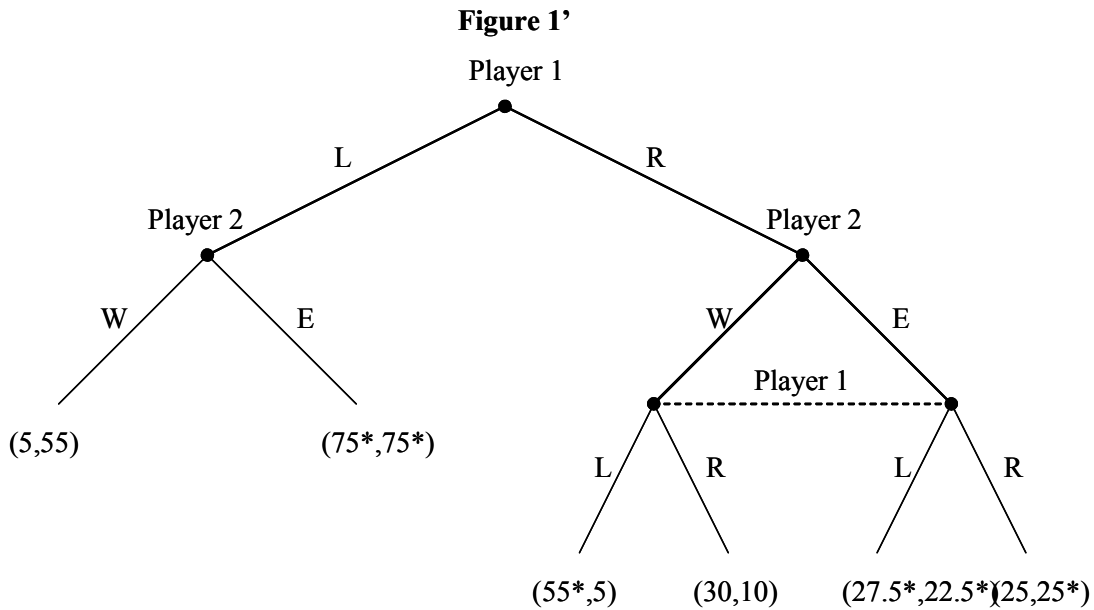 Figure 1’
Player 1
L
R
Player 2
Player 2
W
E
W
E
Player 1
(5,55)
(75*,75*)
L
R
L
R
(55*,5)
(30,10)
(27.5*,22.5*)
(25,25*)